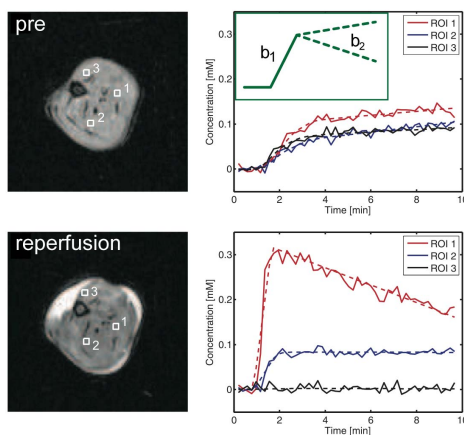 pre
3
1
2
b1
b2
ROI 1
ROI 2
ROI 3
Concentration [mM]
0.3
0.2
0.1
0
0 2 4 6 8 10
Time [min]
reperfusion
3
1
2
ROI 1
ROI 2
ROI 3
Concentration [mM]
0.3
0.2
0.1
0
0 2 4 6 8 10
Time [min]